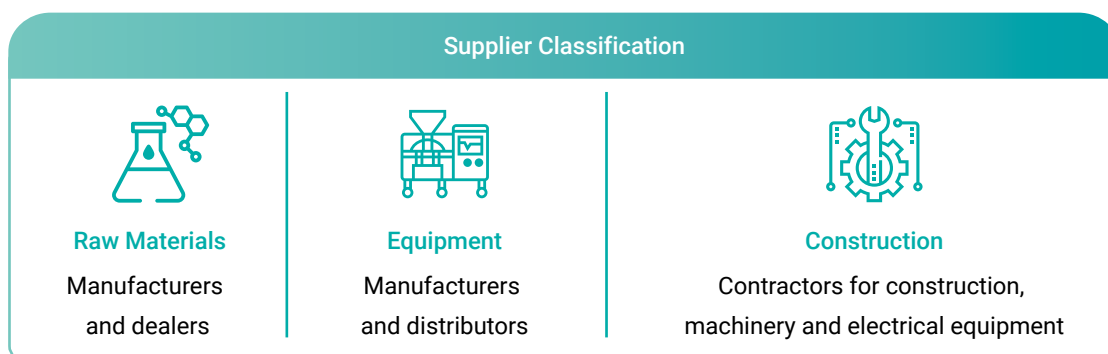 Supplier Classification
Raw Materials
Manufacturers
and dealers
Equipment
Manufacturers
and distributors
Construction
Contractors for construction,
machinery and electrical equipment